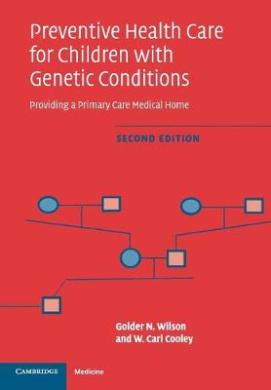 Preventive Health Care
for Children with
Genetic Conditions
Providing a Primary Care Medical Home
SECOND EDITION
Golder N. Wilson
and W. Carl Cooley
CAMBRIDGE
Medicine